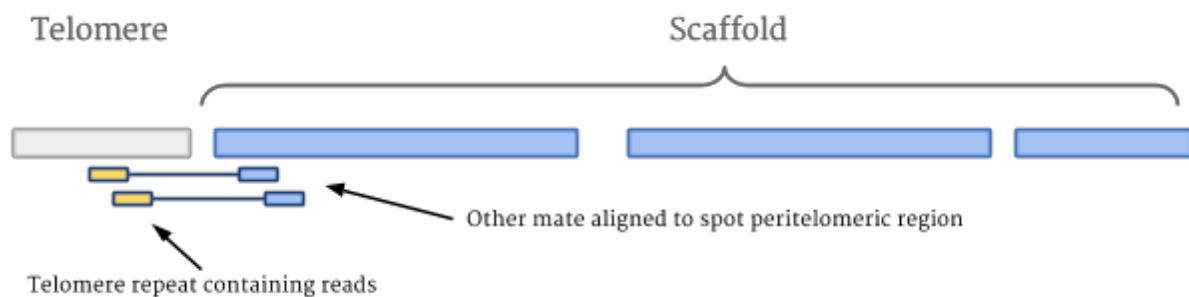 Telomere
Scaffold
Other mate aligned to spot peritelomeric region
Telomere repeat containing reads